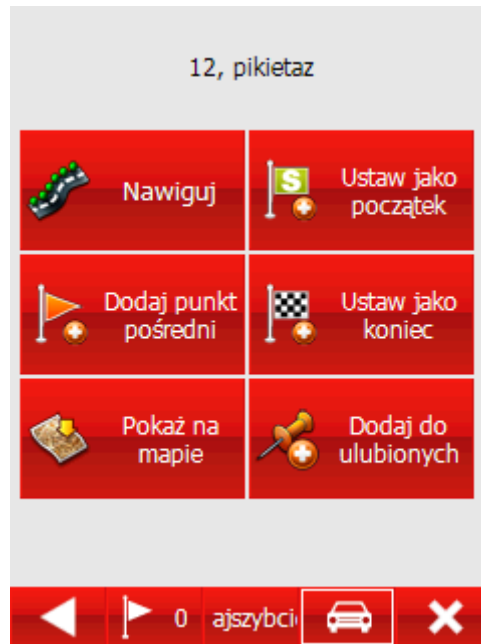 12, pikietaz
Nawiguj
Ustaw jako
początek
Dodaj punkt
pośredni
Ustaw jako
koniec
Pokaż na
mapie
Dodaj do
ulubionych
0
ajszybci